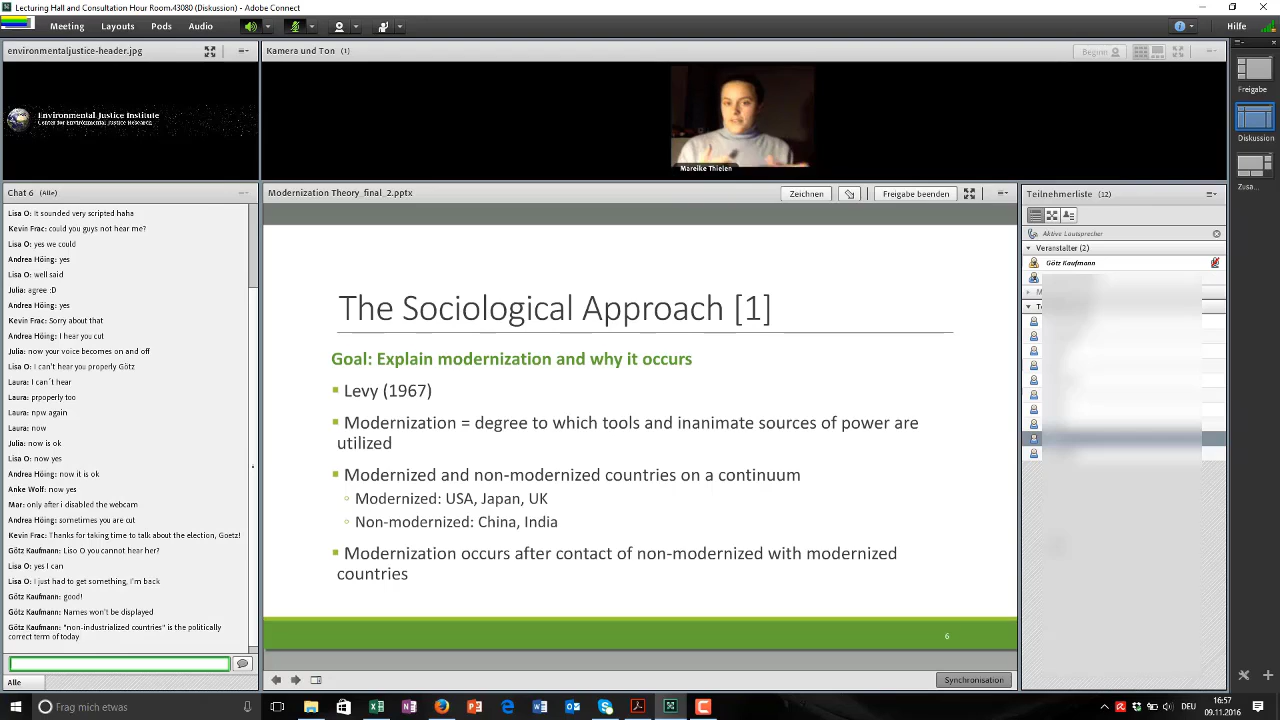 Lecturing Hall and Consultation Hour Room.43080 (Diskussion) - Adobe Connect
Meeting Layouts Pods Audio
Hilfe
environmentaljustice-header.jpg
Environmental Justice Institute
Center for Environmental Justice Research
Kamera und Ton (1)
Beginn
Mareike Thielen
Freigabe
Diskussion
Zusa...
Chat 6 (Alle)
Lisa O: It sounded very scripted haha
Kevin Frac: could you guys not hear me?
Lisa O: yes we could
Andrea Höing: yes
Lisa O: well said
Julia: agree :D
Andrea Höing: yes
Kevin Frac: Sorry about that
Andrea Höing: I hear you cut
Julia: now your voice becomes on and off
Lisa O: I can't hear you properly Götz
Laura: I can´t hear
Laura: prpoperly too
Laura: npw again
Laura: now
Julia: now is ok
Lisa O: now yes
Andrea Höing: now it is ok
Anke Wolf: now yes
Mar: only after i disabled the webcam
Andrea Höing: sometimes you are cut
Kevin Frac: Thanks for taking time to talk about the election, Goetz!
Götz Kaufmann: Liso O you cannot hear her?
Lisa O: yes I can
Lisa O: I just had to get something, i'm back
Götz Kaufmann: good!
Götz Kaufmann: Names won't be displayed
Götz Kaufmann: "non-industrialized countries" is the politically
correct term of today
Alle
Modernization Theory_final_2.pptx
Zeichnen
Freigabe beenden
The Sociological Approach [1]
Goal: Explain modernization and why it occurs
Levy (1967)
Modernization = degree to which tools and inanimate sources of power are
utilized
Modernized and non-modernized countries on a continuum
Modernized: USA, Japan, UK
Non-modernized: China, India
Modernization occurs after contact of non-modernized with modernized
countries
6
Synchronisation
Teilnehmerliste (12)
Aktive Lautsprecher
Veranstalter (2)
Götz Kaufmann
Frag mich etwas
DEU
16:57
09.11.2016